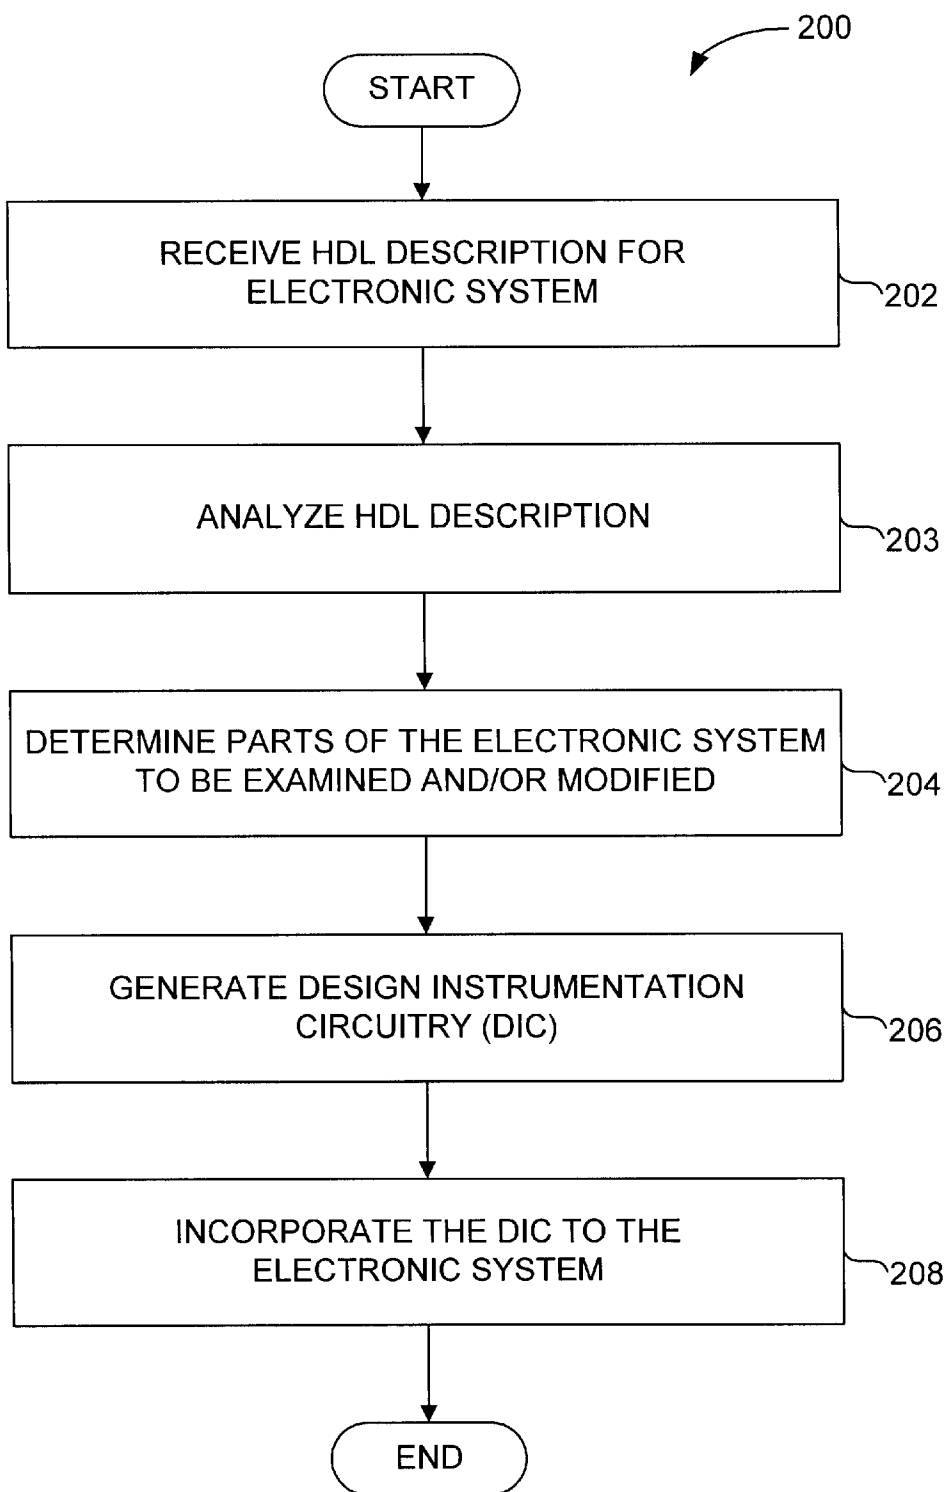 200
START
RECEIVE HDL DESCRIPTION FOR
ELECTRONIC SYSTEM
202
ANALYZE HDL DESCRIPTION
203
DETERMINE PARTS OF THE ELECTRONIC SYSTEM
TO BE EXAMINED AND/OR MODIFIED
204
GENERATE DESIGN INSTRUMENTATION
CIRCUITRY (DIC)
206
INCORPORATE THE DIC TO THE
ELECTRONIC SYSTEM
208
END